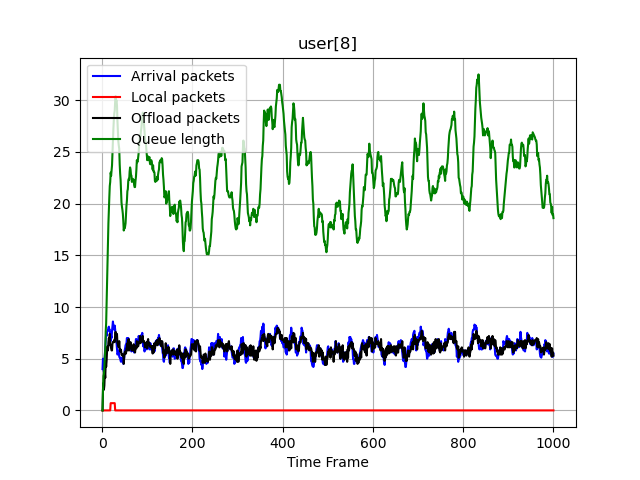 user[8]
Arrival packets
Local packets
Offload packets
Queue length
30
25
20
15
10
5
0
0 200 400 600 800 1000
Time Frame